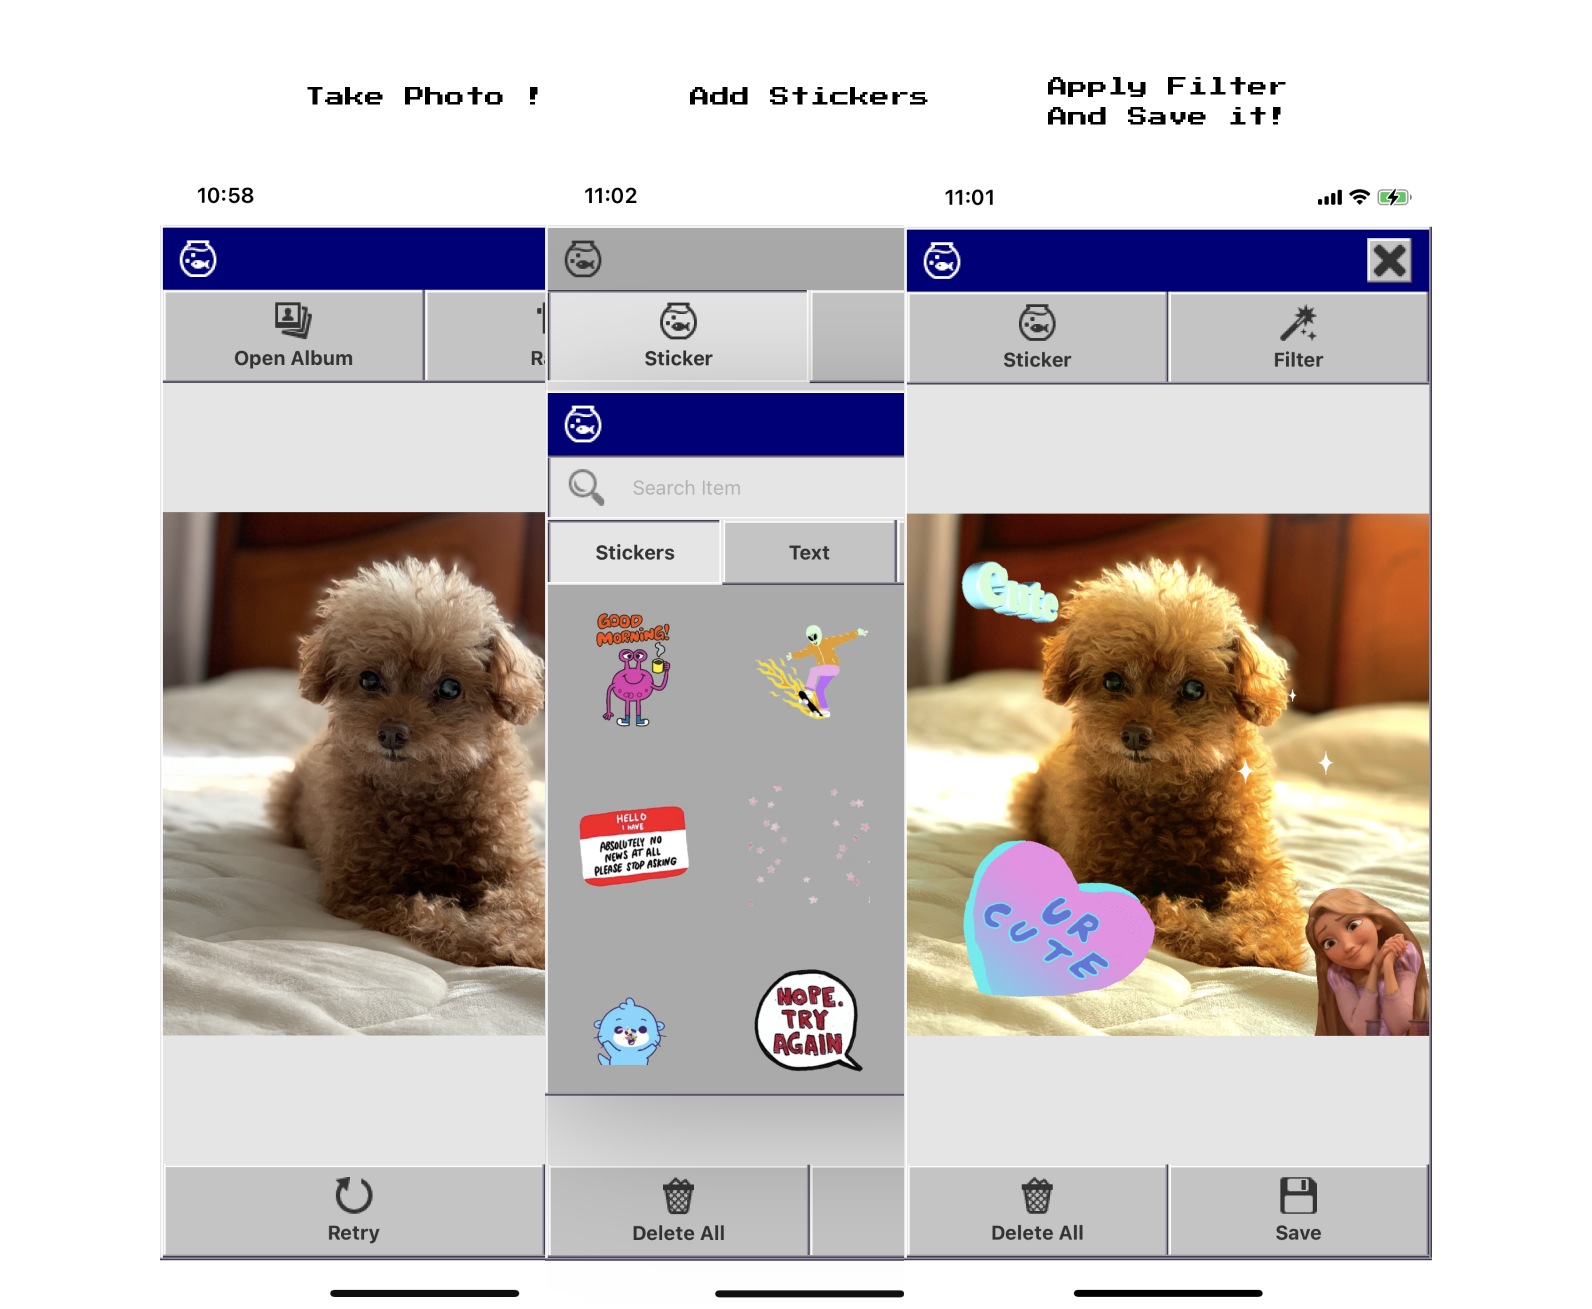 Take Photo !
Add Stickers
Apply Filter
And Save it!
10:58
Open Album
Retry
11:02
Sticker
Search Item
Stickers
Text
GOOD
MORNING!
HELLO
I HAVE
ABSOLUTELY NO
NEWS AT ALL
PLEASE STOP ASKING
NOPE.
TRY
AGAIN
Delete All
11:01
Sticker
Filter
Cute
UR
CUTE
Delete All
Save